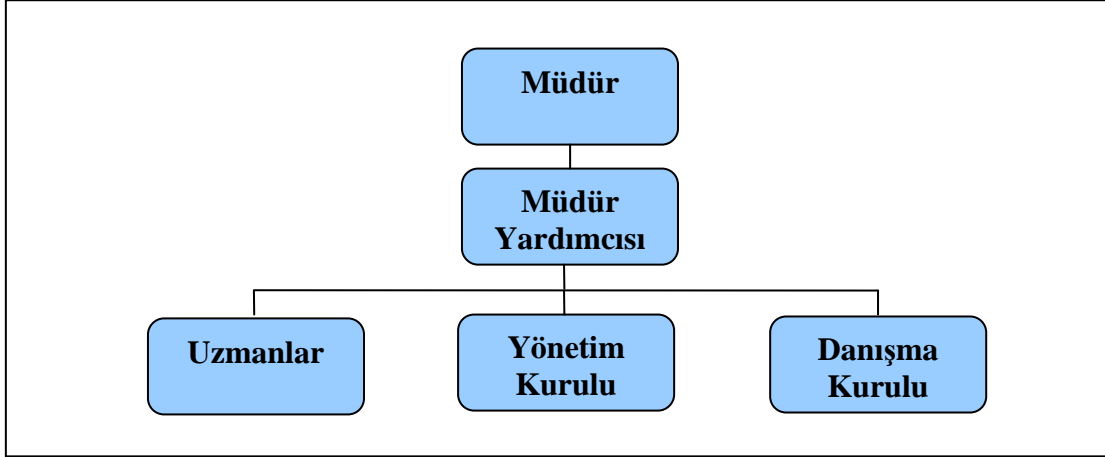 Müdür
Müdür
Yardımcısı
Uzmanlar
Yönetim
Kurulu
Danışma
Kurulu